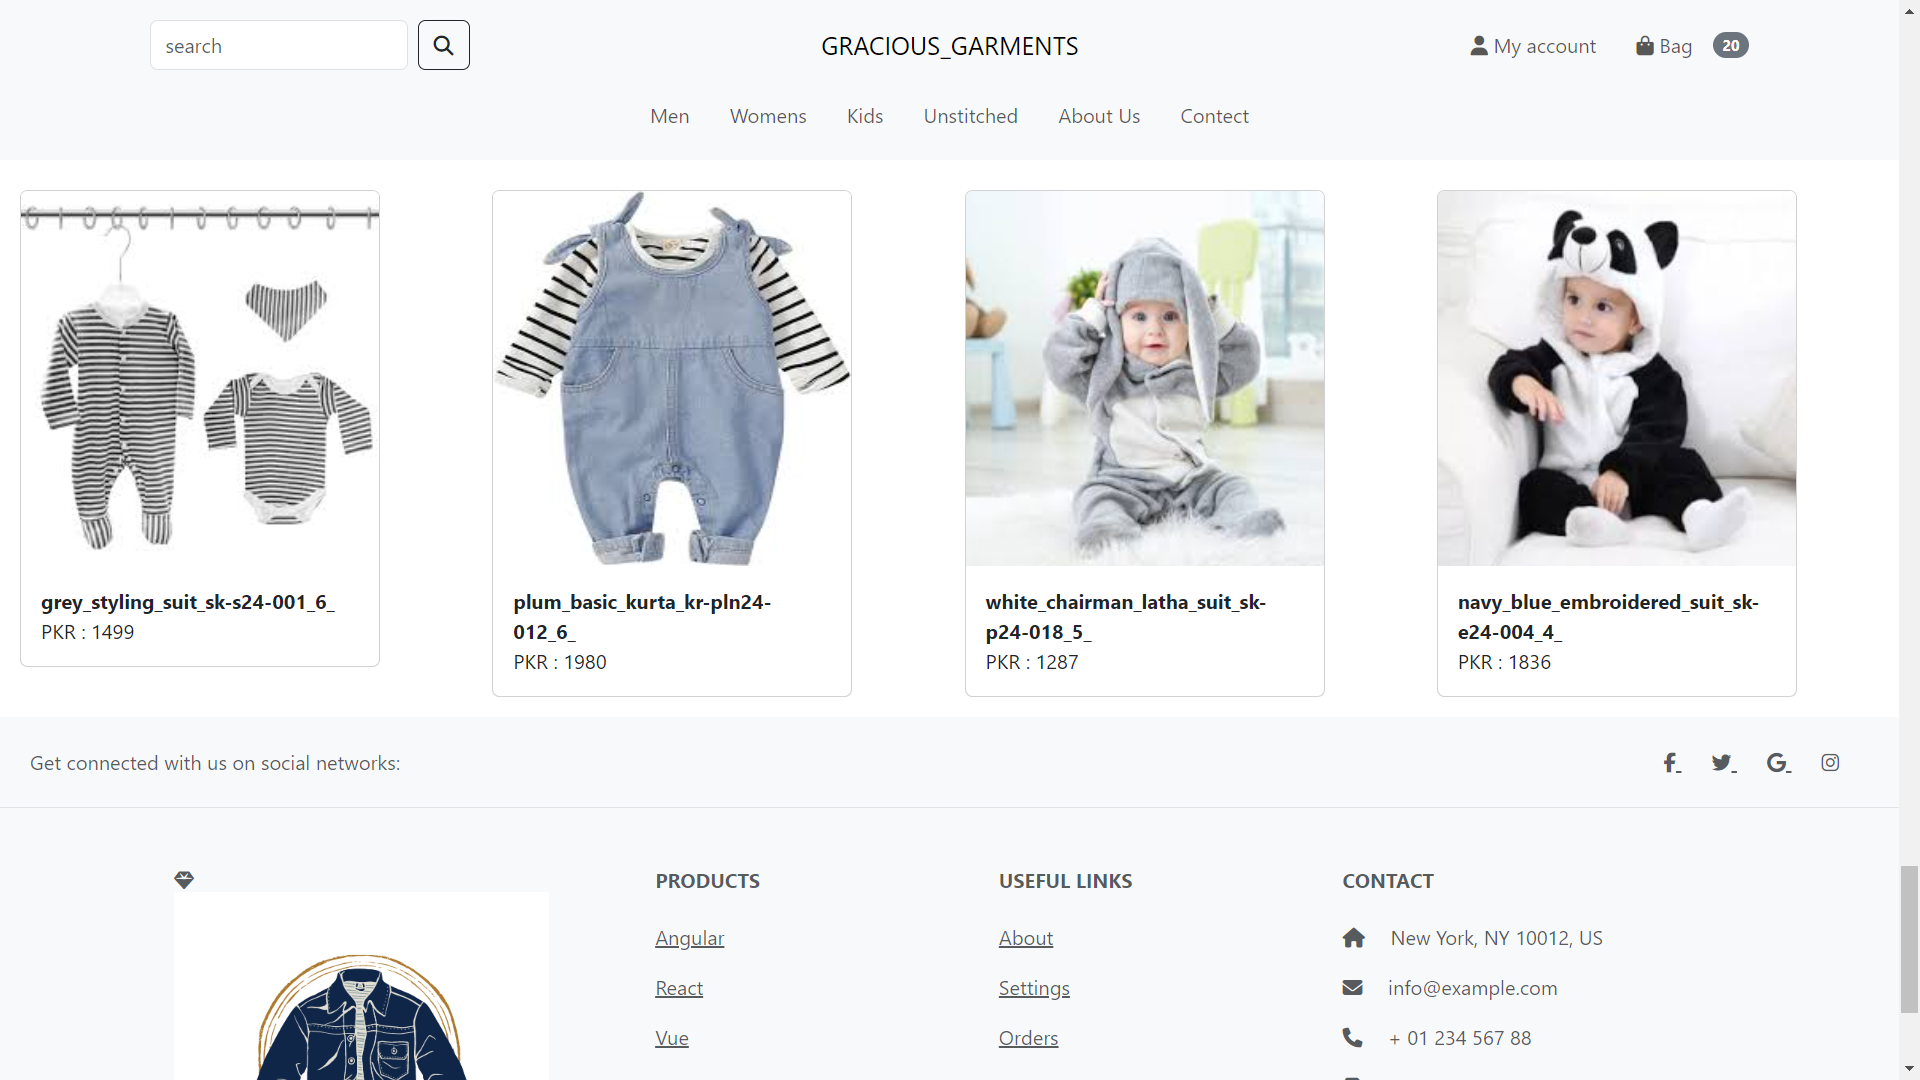 search
GRACIOUS_GARMENTS
My account
Bag
20
Men
Womens
Kids
Unstitched
About Us
Contect
grey_styling_suit_sk-s24-001_6_
PKR : 1499
plum_basic_kurta_kr-pln24-
012_6_
PKR : 1980
white_chairman_latha_suit_sk-
p24-018_5_
PKR : 1287
navy_blue_embroidered_suit_sk-
e24-004_4_
PKR : 1836
Get connected with us on social networks:
PRODUCTS
Angular
React
Vue
USEFUL LINKS
About
Settings
Orders
CONTACT
New York, NY 10012, US
info@example.com
+ 01 234 567 88